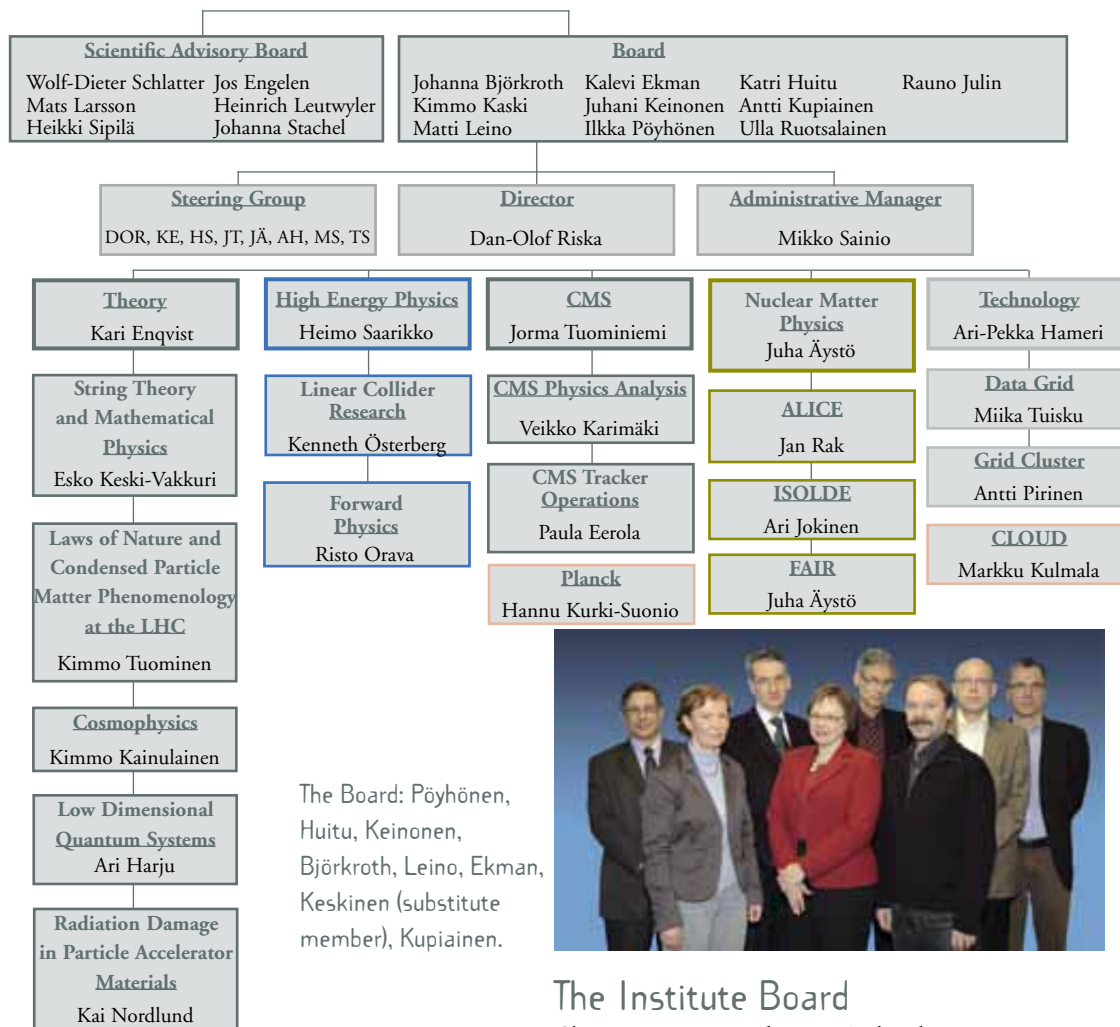 Scientific Advisory Board
Wolf-Dieter Schlatter Jos Engelen
Mats Larsson Heinrich Leutwyler
Heikki Sipilä Johanna Stachel
Board
Johanna Björkroth Kalevi Ekman Katri Huitu Rauno Julin
Kimmo Kaski Juhani Keinonen Antti Kupiainen
Matti Leino Ilkka Pöyhönen Ulla Ruotsalainen
Steering Group
DOR, KE, HS, JT, JÄ, AH, MS, TS
Director
Dan-Olof Riska
Administrative Manager
Mikko Sainio
Theory
Kari Enqvist
String Theory
and Mathematical
Physics
Esko Keski-Vakkuri
Laws of Nature and
Condensed Particle
Matter Phenomenology
at the LHC
Kimmo Tuominen
Cosmophysics
Kimmo Kainulainen
Low Dimensional
Quantum Systems
Ari Harju
Radiation Damage
in Particle Accelerator
Materials
Kai Nordlund
High Energy Physics
Heimo Saarikko
Linear Collider
Research
Kenneth Österberg
Forward
Physics
Risto Orava
CMS
Jorma Tuominiemi
CMS Physics Analysis
Veikko Karimäki
CMS Tracker
Operations
Paula Eerola
Planck
Hannu Kurki-Suonio
Nuclear Matter
Physics
Juha Äystö
ALICE
Jan Rak
ISOLDE
Ari Jokinen
FAIR
Juha Äystö
Technology
Ari-Pekka Hameri
Data Grid
Miika Tuisku
Grid Cluster
Antti Pirinen
CLOUD
Markku Kulmala
The Board: Pöyhönen,
Huitu, Keinonen,
Björkroth, Leino, Ekman,
Keskinen (substitute
member), Kupiainen.
The Institute Board